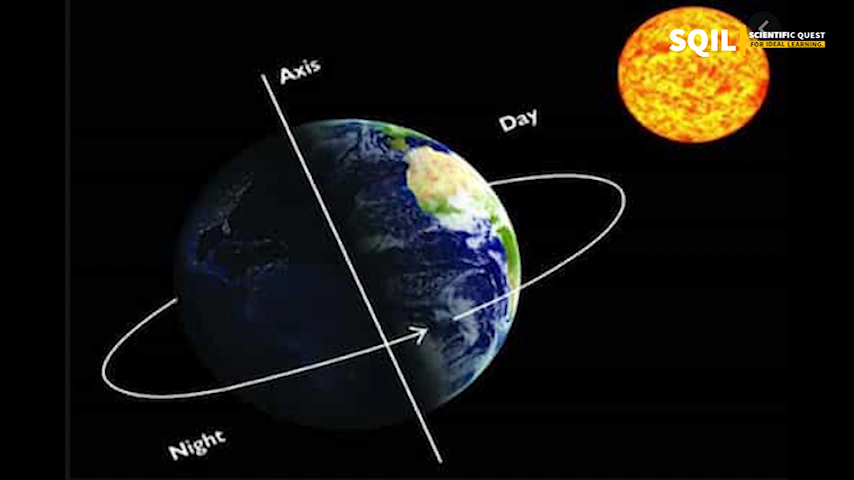 SQIL
SCIENTIFIC QUEST
FOR IDEAL LEARNING.
Axis
Day
Night